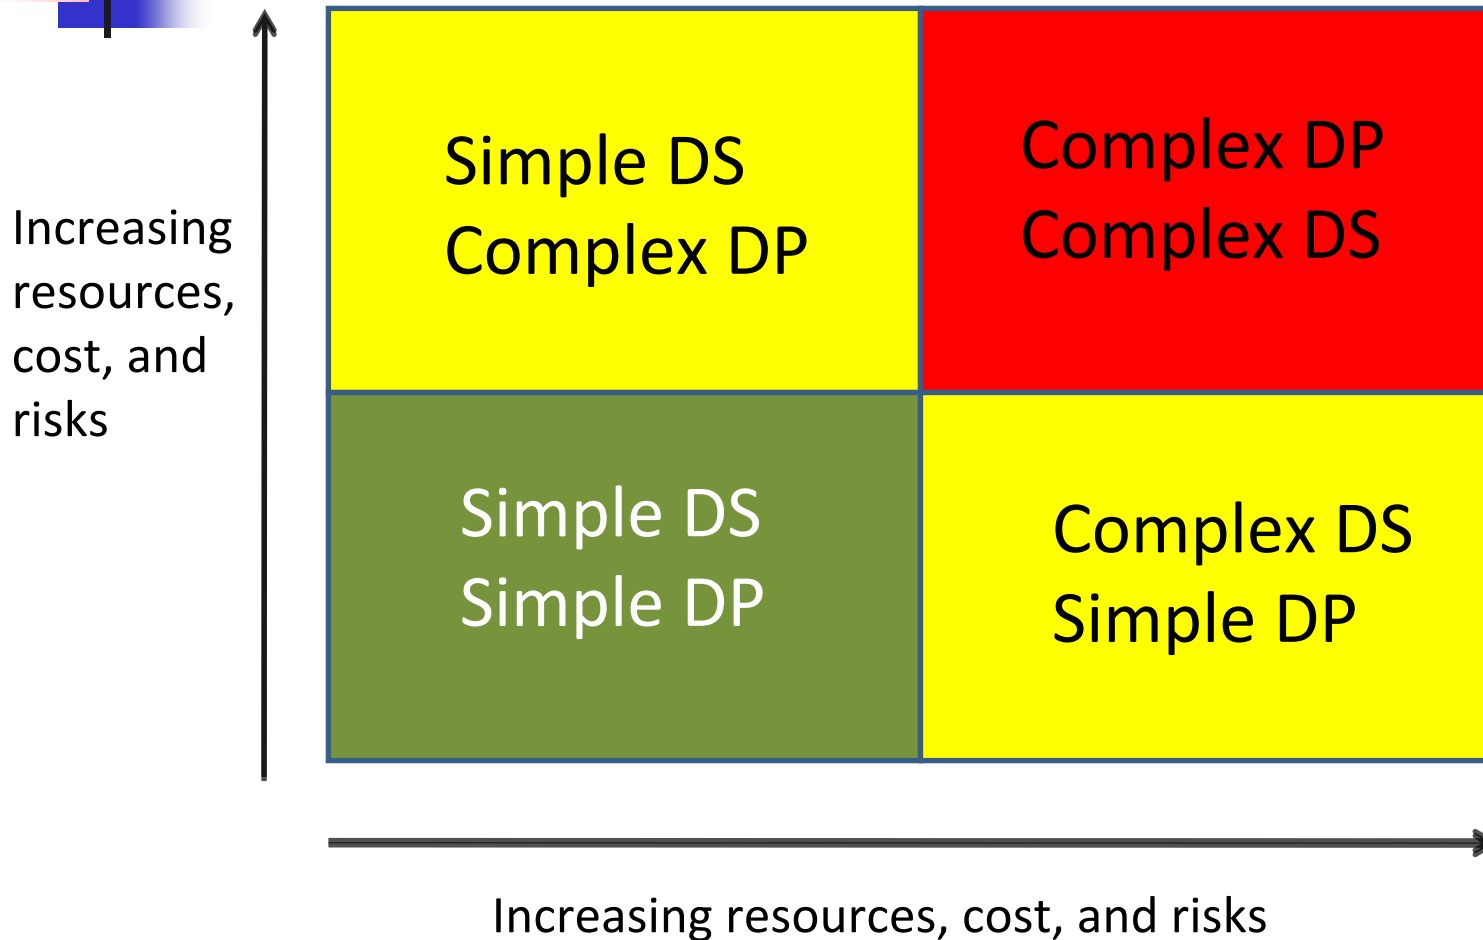 Increasing
resources,
cost, and
risks
Simple DS
Complex DP
Complex DP
Complex DS
Simple DS
Simple DP
Complex DS
Simple DP
Increasing resources, cost, and risks